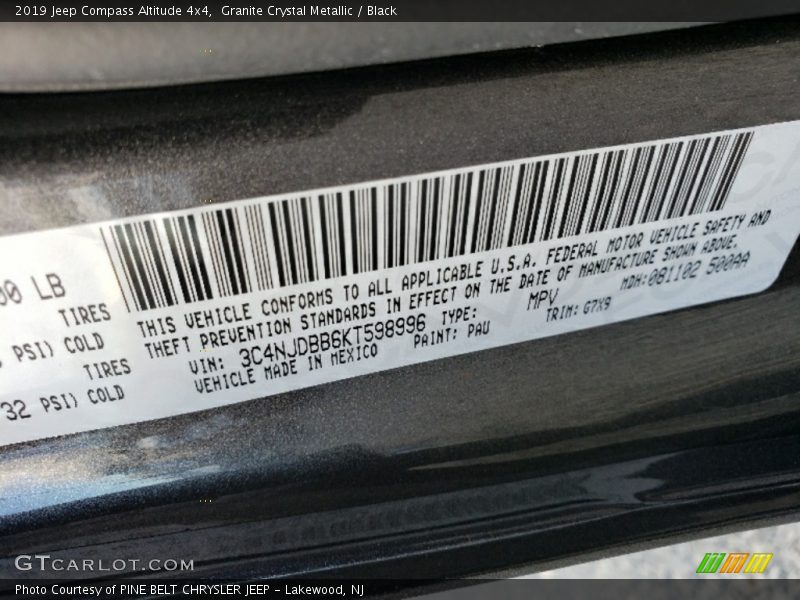 2019 Jeep Compass Altitude 4x4,  Granite Crystal Metallic / Black
00 LB
TIRES
PSI) COLD
TIRES
32 PSI) COLD
THIS VEHICLE CONFORMS TO ALL APPLICABLE U.S.A. FEDERAL MOTOR VEHICLE SAFETY AND
THEFT PREVENTION STANDARDS IN EFFECT ON THE DATE OF MANUFACTURE SHOWN ABOVE.
VIN: 3C4NJDBB6KT598996 TYPE: MPV MDH:081102 500AA
VEHICLE MADE IN MEXICO PAINT: PAU TRIM: G7X9
GTCARLOT.COM
Photo Courtesy of PINE BELT CHRYSLER JEEP - Lakewood, NJ